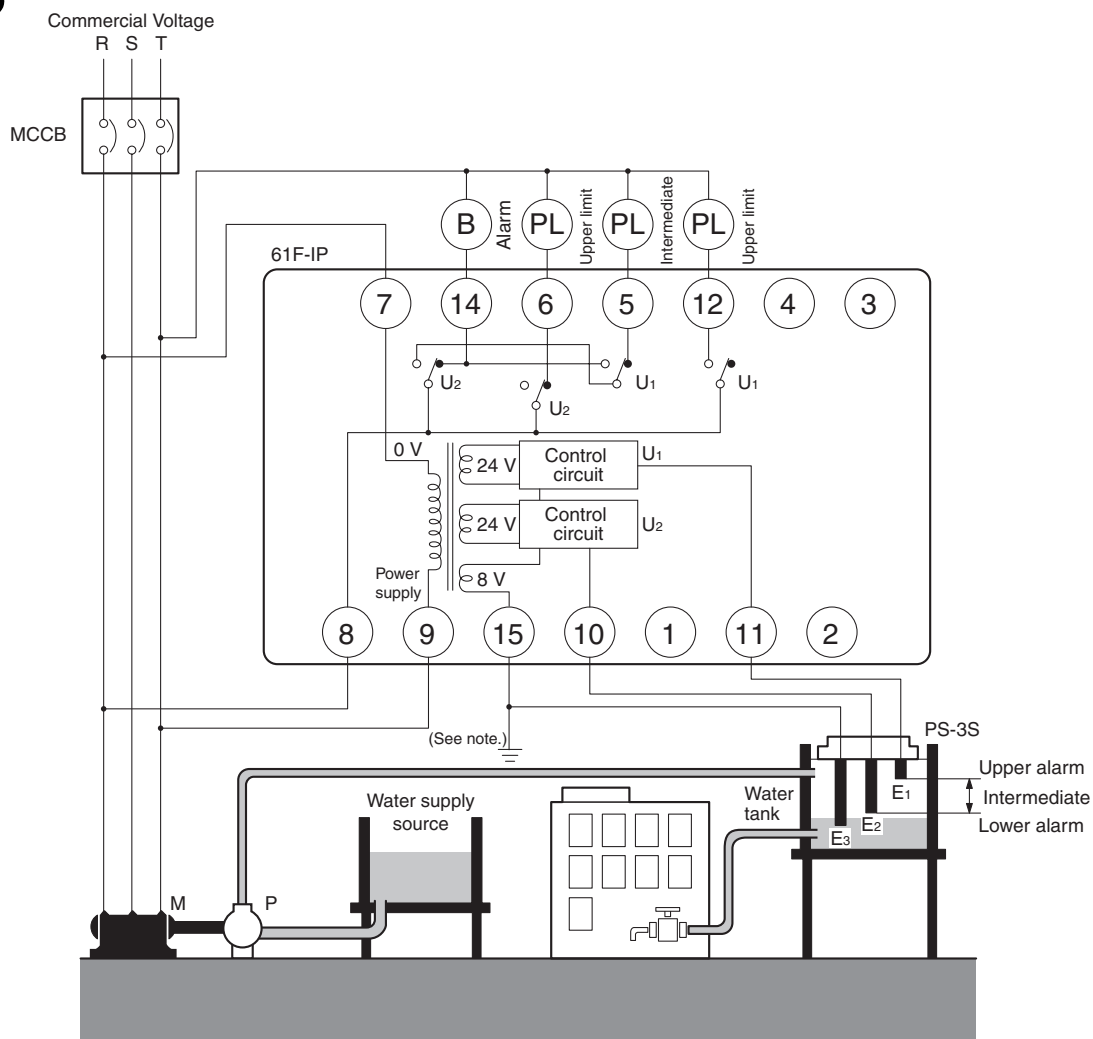 Commercial Voltage
R S T
MCCB
B
Alarm
PL
Upper limit
PL
Intermediate
PL
Upper limit
61F-IP
7 14 6 5 12 4 3
U2
U1
U1
U2
0 V
24 V
Control
circuit
U1
24 V
Control
circuit
U2
Power
supply
8 V
8 9 15 10 1 11 2
(See note.)
PS-3S
Upper alarm
Intermediate
Lower alarm
Water
tank
E1
E2
E3
Water supply
source
M
P